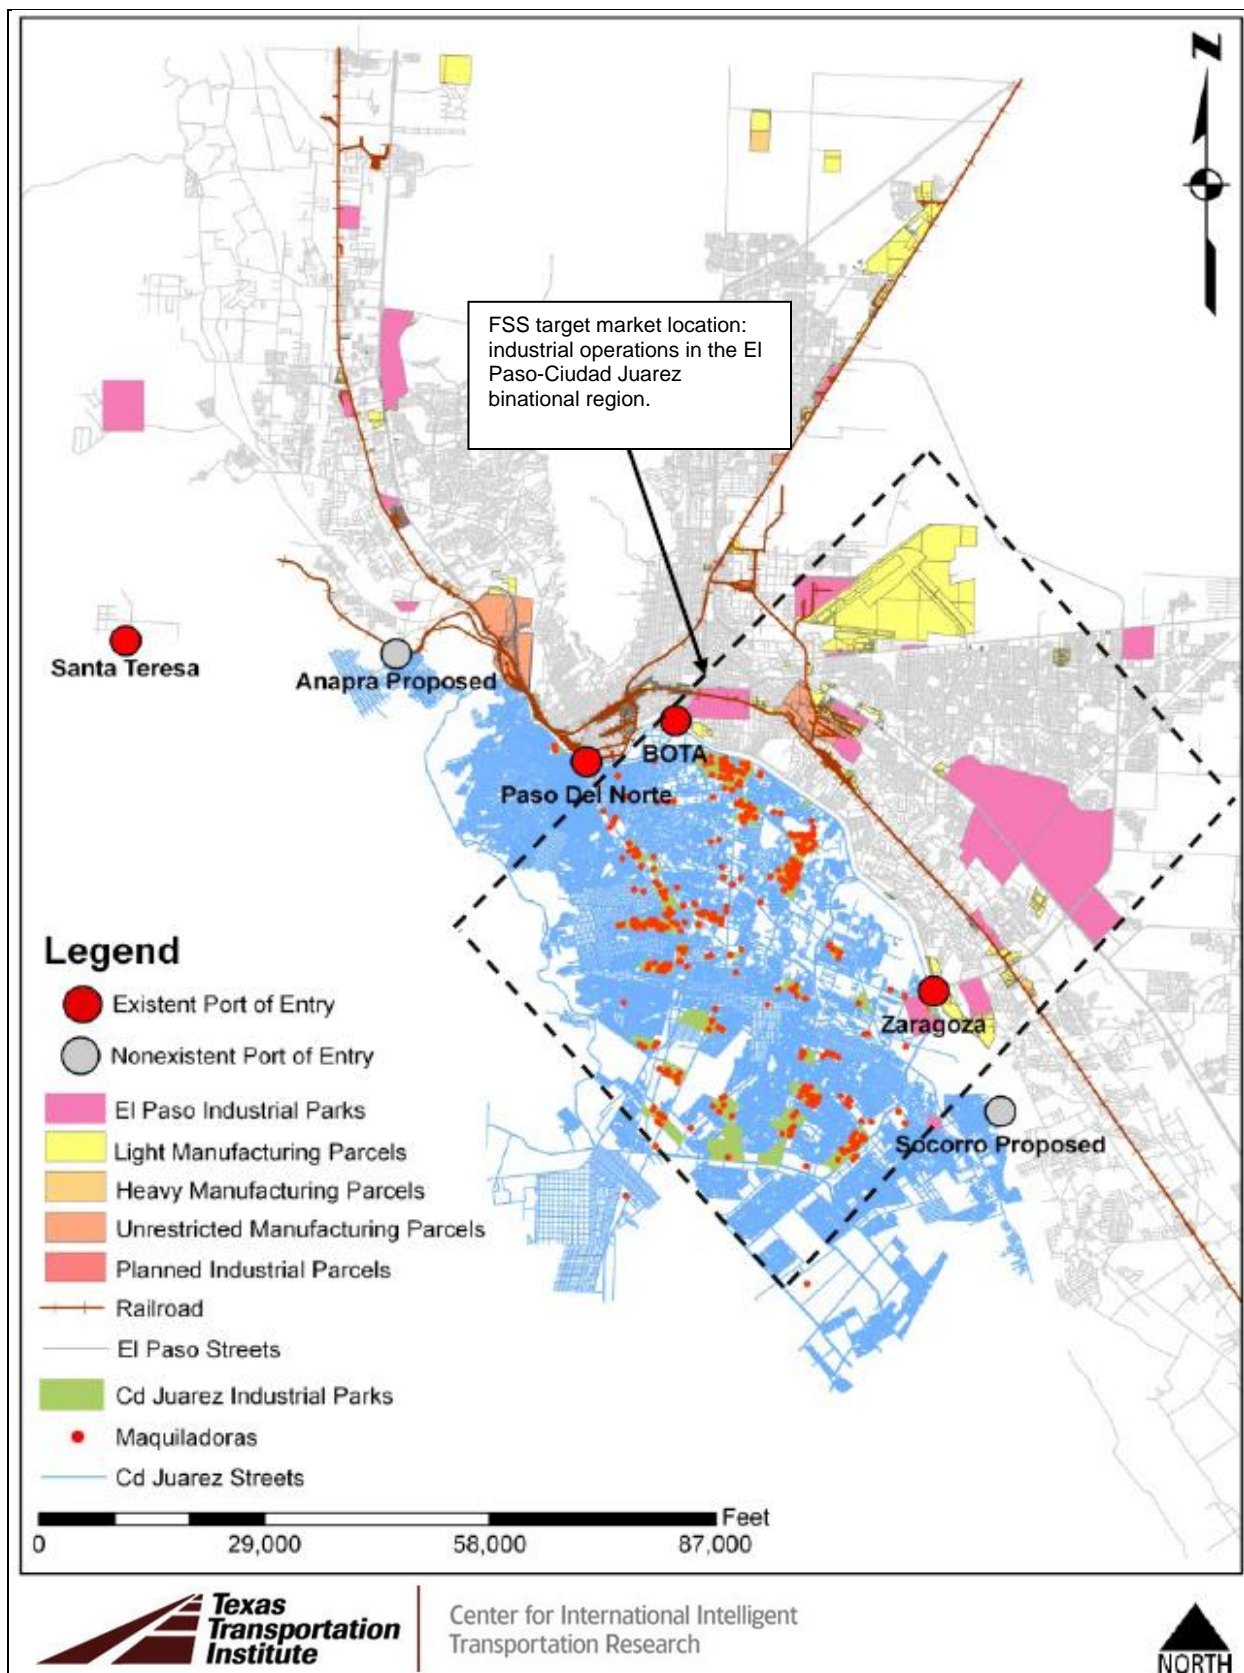 N
FSS target market location:
industrial operations in the El
Paso-Ciudad Juarez
binational region.
Santa Teresa
Anapra Proposed
BOTA
Paso Del Norte
Zaragoza
Socorro Proposed
Legend
Existent Port of Entry
Nonexistent Port of Entry
El Paso Industrial Parks
Light Manufacturing Parcels
Heavy Manufacturing Parcels
Unrestricted Manufacturing Parcels
Planned Industrial Parcels
Railroad
El Paso Streets
Cd Juarez Industrial Parks
Maquiladoras
Cd Juarez Streets
Feet
0 29,000 58,000 87,000
Texas
Transportation
Institute
Center for International Intelligent
Transportation Research
NORTH